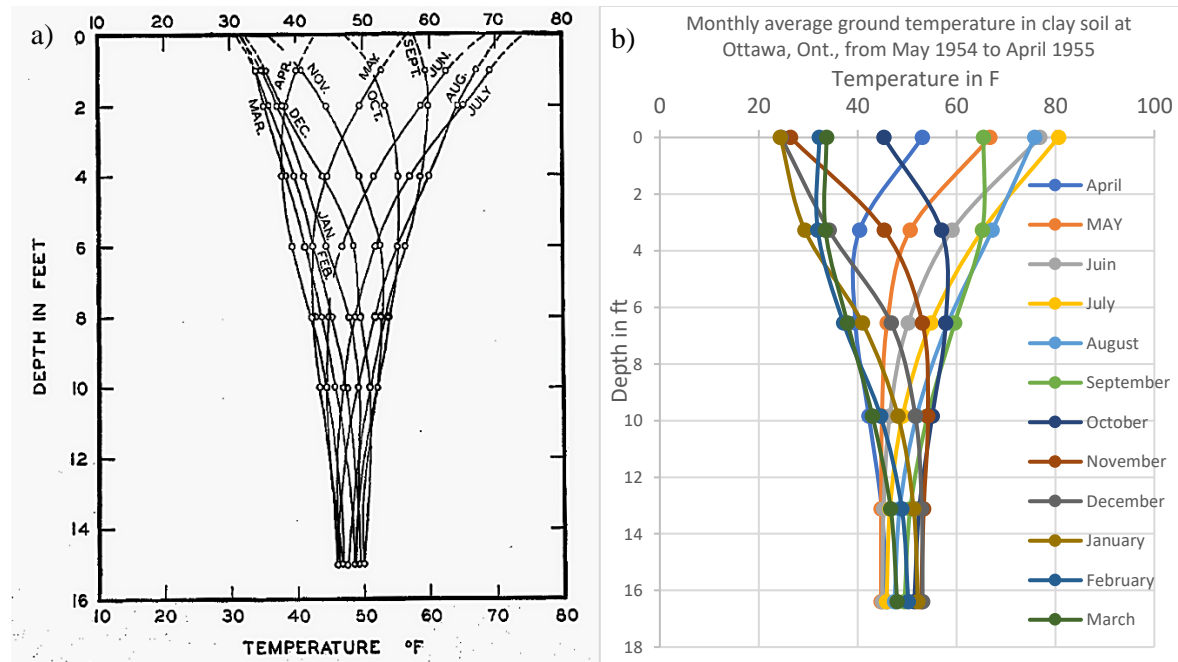 a)
10 30 40 50 60 70 80
0
2
4
6
8
10
12
14
16
DEPTH IN FEET
APR.
NOV.
MAY.
SEPT.
JUN.
MAR.
DEC.
OCT.
AUG.
JULY
JAN.
FEB.
10 20 30 40 50 60 70 80
TEMPERATURE °F
b)
Monthly average ground temperature in clay soil at
Ottawa, Ont., from May 1954 to April 1955
Temperature in F
0 20 40 60 80 100
0
2
4
6
8
10
12
14
16
18
Depth in ft
April
MAY
Juin
July
August
September
October
November
December
January
February
March